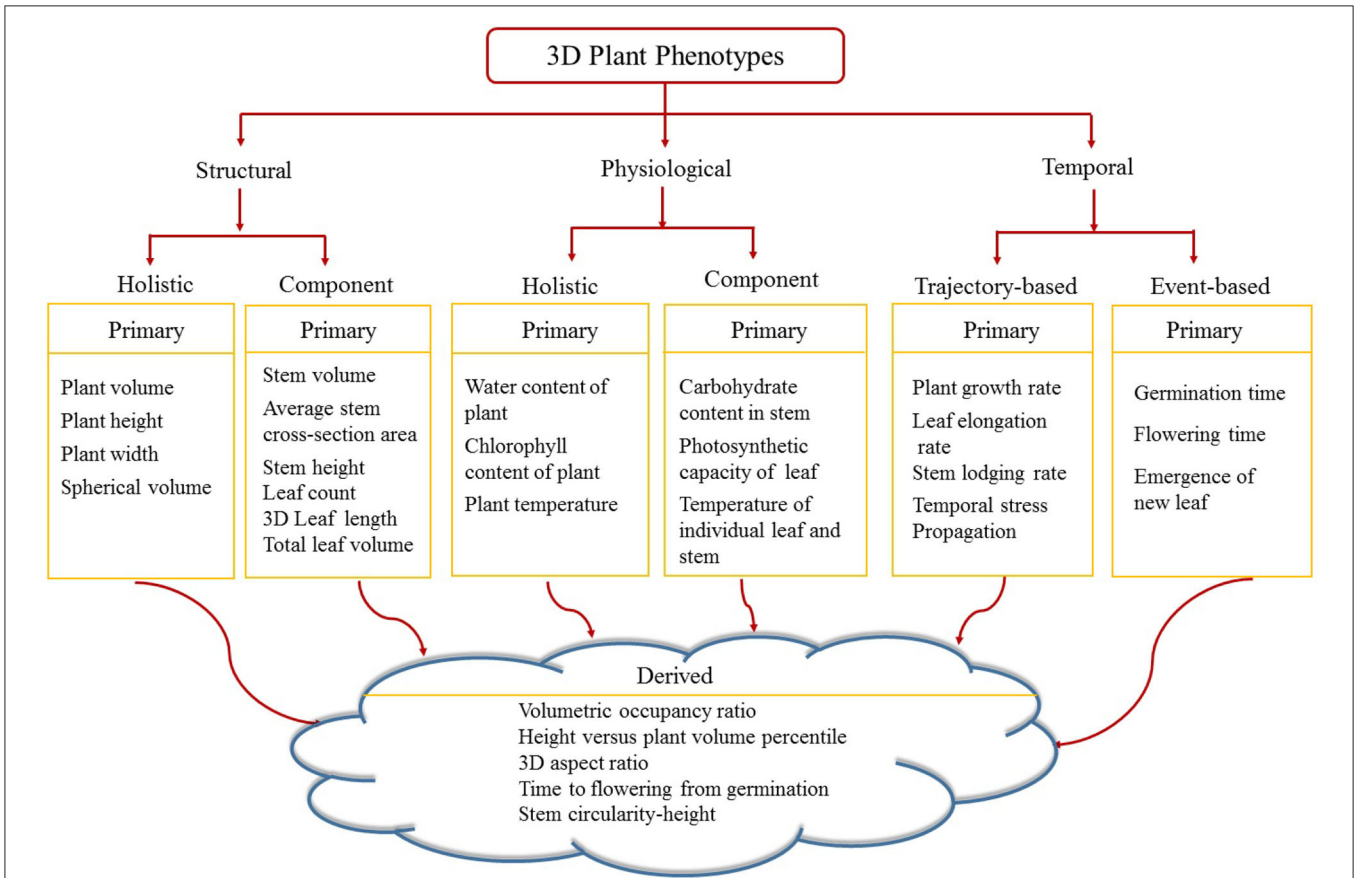 3D Plant Phenotypes
Structural
Physiological
Temporal
Holistic
Component
Holistic
Component
Trajectory-based
Event-based
Primary
Plant volume
Plant height
Plant width
Spherical volume
Primary
Stem volume
Average stem
cross-section area
Stem height
Leaf count
3D Leaf length
Total leaf volume
Primary
Water content of
plant
Chlorophyll
content of plant
Plant temperature
Primary
Carbohydrate
content in stem
Photosynthetic
capacity of leaf
Temperature of
individual leaf and
stem
Primary
Plant growth rate
Leaf elongation
rate
Stem lodging rate
Temporal stress
Propagation
Primary
Germination time
Flowering time
Emergence of
new leaf
Derived
Volumetric occupancy ratio
Height versus plant volume percentile
3D aspect ratio
Time to flowering from germination
Stem circularity-height